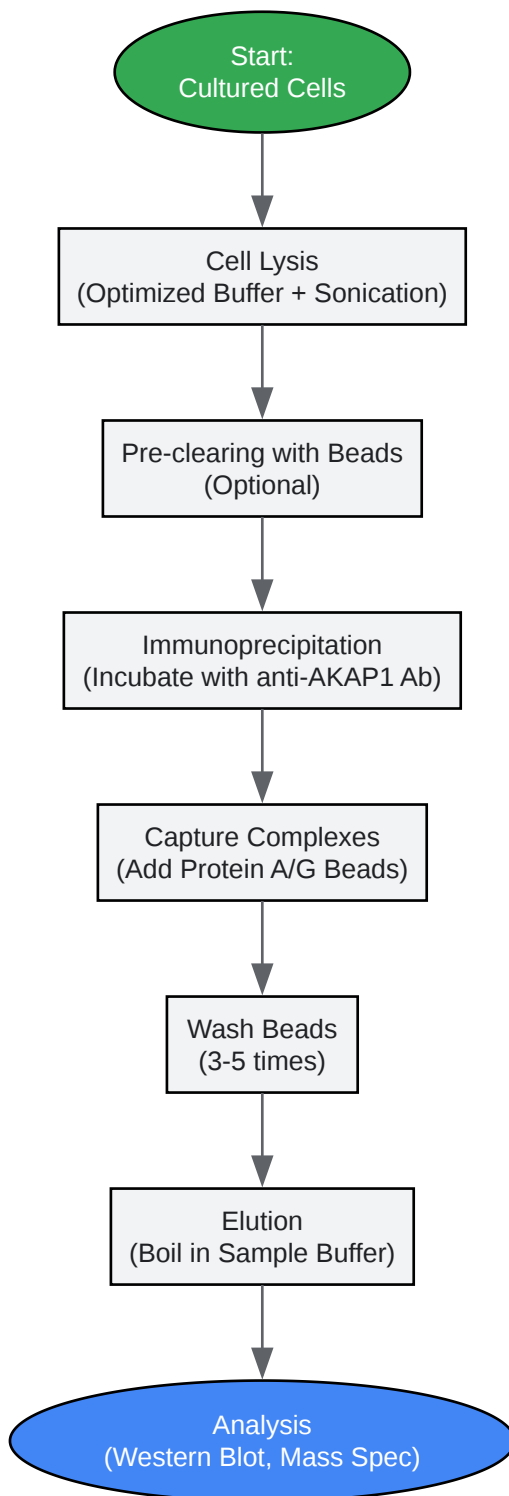 Start:
Cultured Cells
Cell Lysis
(Optimized Buffer + Sonication)
Pre-clearing with Beads
(Optional)
Immunoprecipitation
(Incubate with anti-AKAP1 Ab)
Capture Complexes
(Add Protein A/G Beads)
Wash Beads
(3-5 times)
Elution
(Boil in Sample Buffer)
Analysis
(Western Blot, Mass Spec)